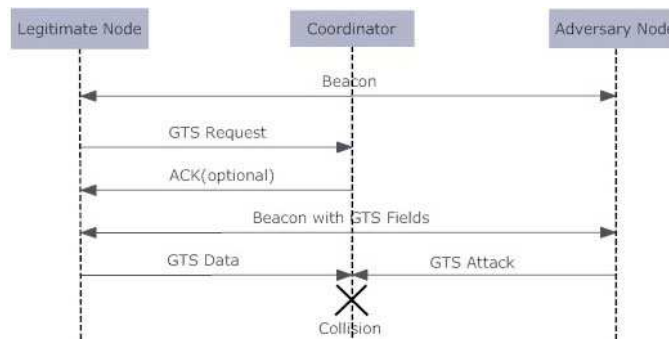 Legitimate Node
Coordinator
Adversary Node
Beacon
GTS Request
ACK(optional)
Beacon with GTS Fields
GTS Data
GTS Attack
Collision